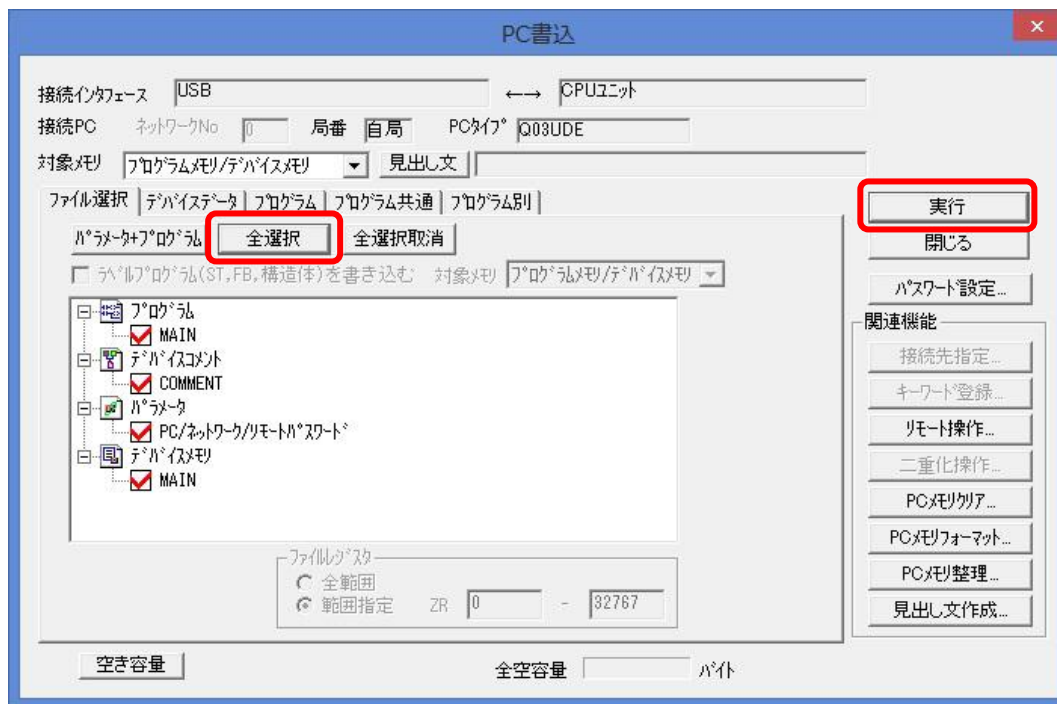 PC書込
接続ｲﾝﾀﾌｪｰｽ USB ←→ CPUﾕﾆｯﾄ
接続PC ﾈｯﾄﾜｰｸNo 0 局番 自局 PCﾀｲﾌﾟ Q03UDE
対象ﾒﾓﾘ ﾌﾟﾛｸﾞﾗﾑﾒﾓﾘ/ﾃﾞﾊﾞｲｽﾒﾓﾘ 見出し文
ﾌｧｲﾙ選択 ﾃﾞﾊﾞｲｽﾃﾞｰﾀ ﾌﾟﾛｸﾞﾗﾑ ﾌﾟﾛｸﾞﾗﾑ共通 ﾌﾟﾛｸﾞﾗﾑ別
ﾊﾟﾗﾒｰﾀ+ﾌﾟﾛｸﾞﾗﾑ 全選択 全選択取消
ﾗﾍﾞﾙﾌﾟﾛｸﾞﾗﾑ(ST,FB,構造体)を書き込む 対象ﾒﾓﾘ ﾌﾟﾛｸﾞﾗﾑﾒﾓﾘ/ﾃﾞﾊﾞｲｽﾒﾓﾘ
ﾌﾟﾛｸﾞﾗﾑ
MAIN
ﾃﾞﾊﾞｲｽｺﾒﾝﾄ
COMMENT
ﾊﾟﾗﾒｰﾀ
PC/ﾈｯﾄﾜｰｸ/ﾘﾓｰﾄﾊﾟｽﾜｰﾄﾞ
ﾃﾞﾊﾞｲｽﾒﾓﾘ
MAIN
ﾌｧｲﾙﾚｼﾞｽﾀ
全範囲
範囲指定 ZR 0 - 32767
空き容量 全空容量 ﾊﾞｲﾄ
実行
閉じる
ﾊﾟｽﾜｰﾄﾞ設定...
関連機能
接続先指定...
ｷｰﾜｰﾄﾞ登録...
ﾘﾓｰﾄ操作...
二重化操作...
PCﾒﾓﾘｸﾘｱ...
PCﾒﾓﾘﾌｫｰﾏｯﾄ...
PCﾒﾓﾘ整理...
見出し文作成...